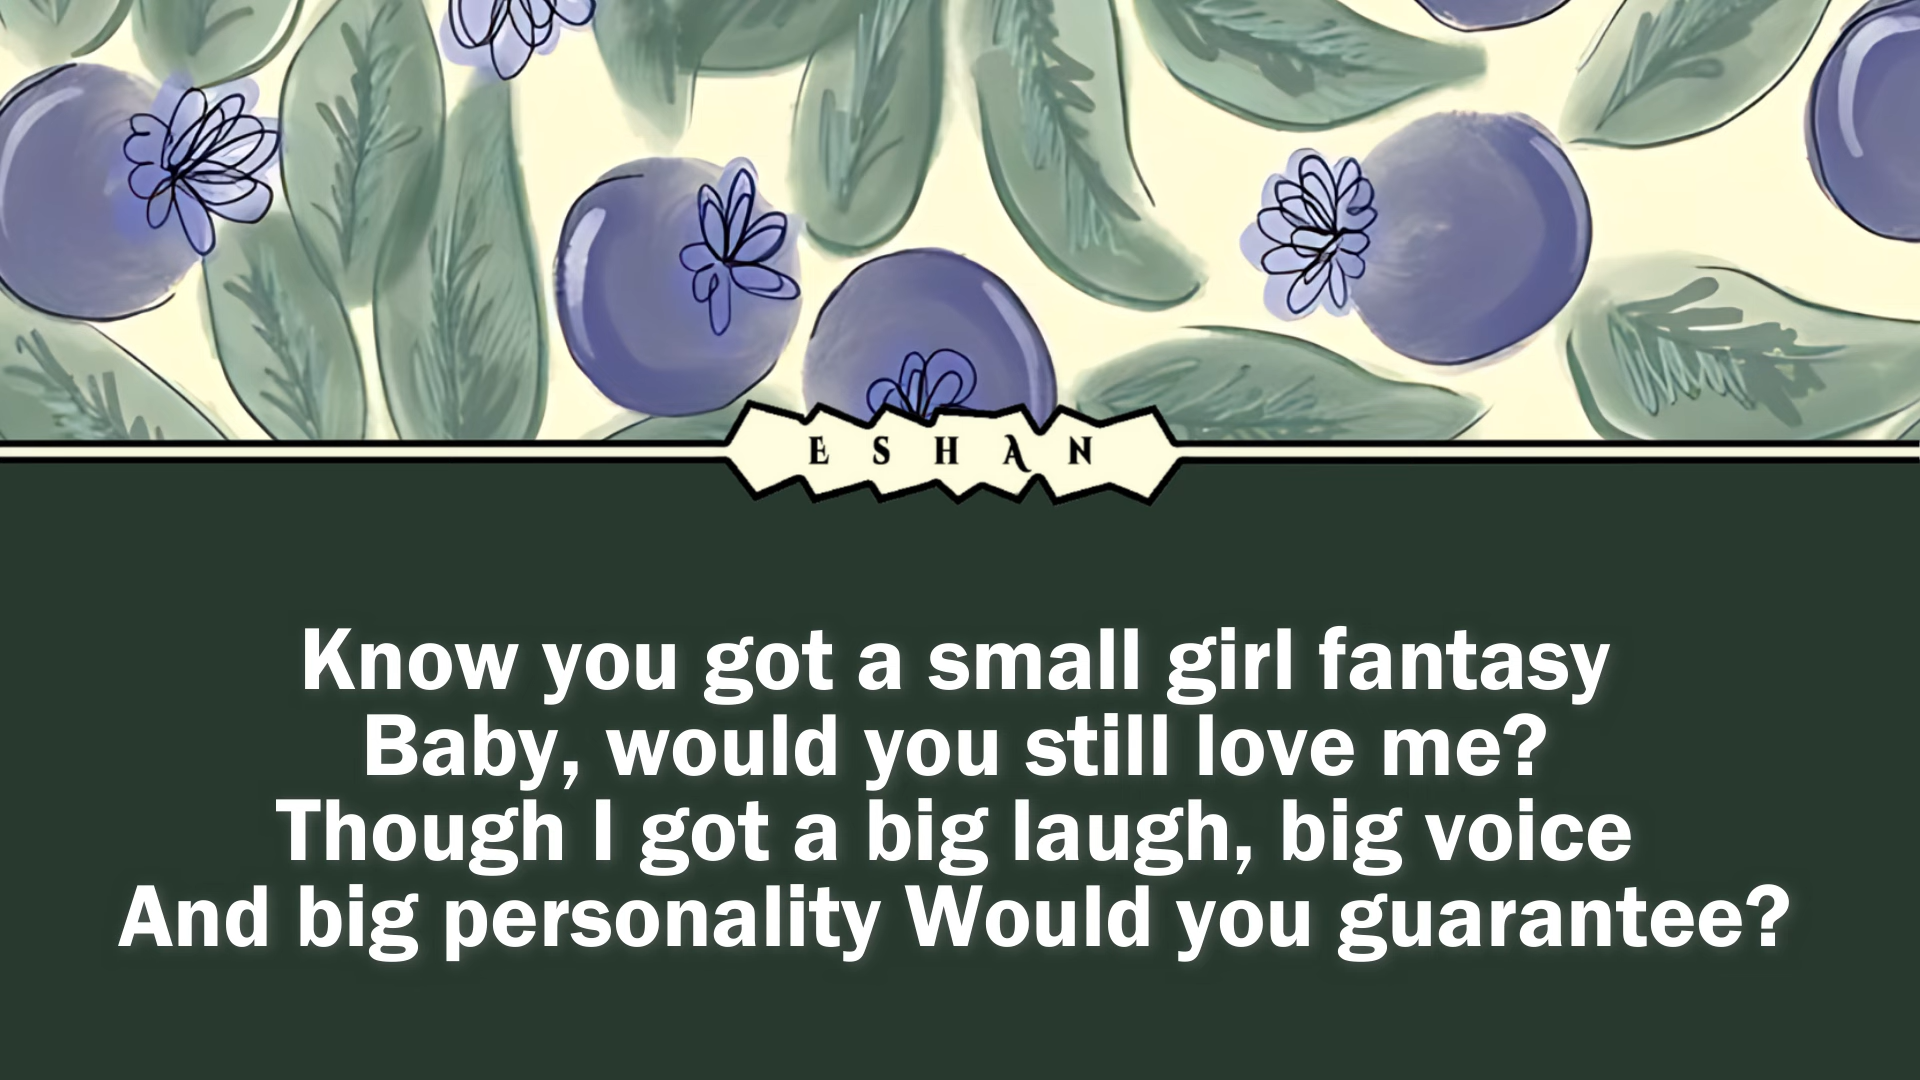 E S H A N
Know you got a small girl fantasy
Baby, would you still love me?
Though I got a big laugh, big voice
And big personality Would you guarantee?